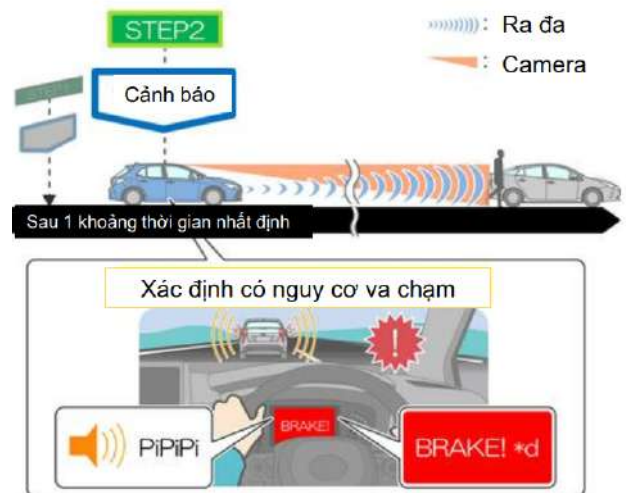 STEP2
Ra đa
Camera
STEP1
Cảnh báo
Sau 1 khoảng thời gian nhất định
Xác định có nguy cơ va chạm
!
PiPiPi
BRAKE!
BRAKE! *d